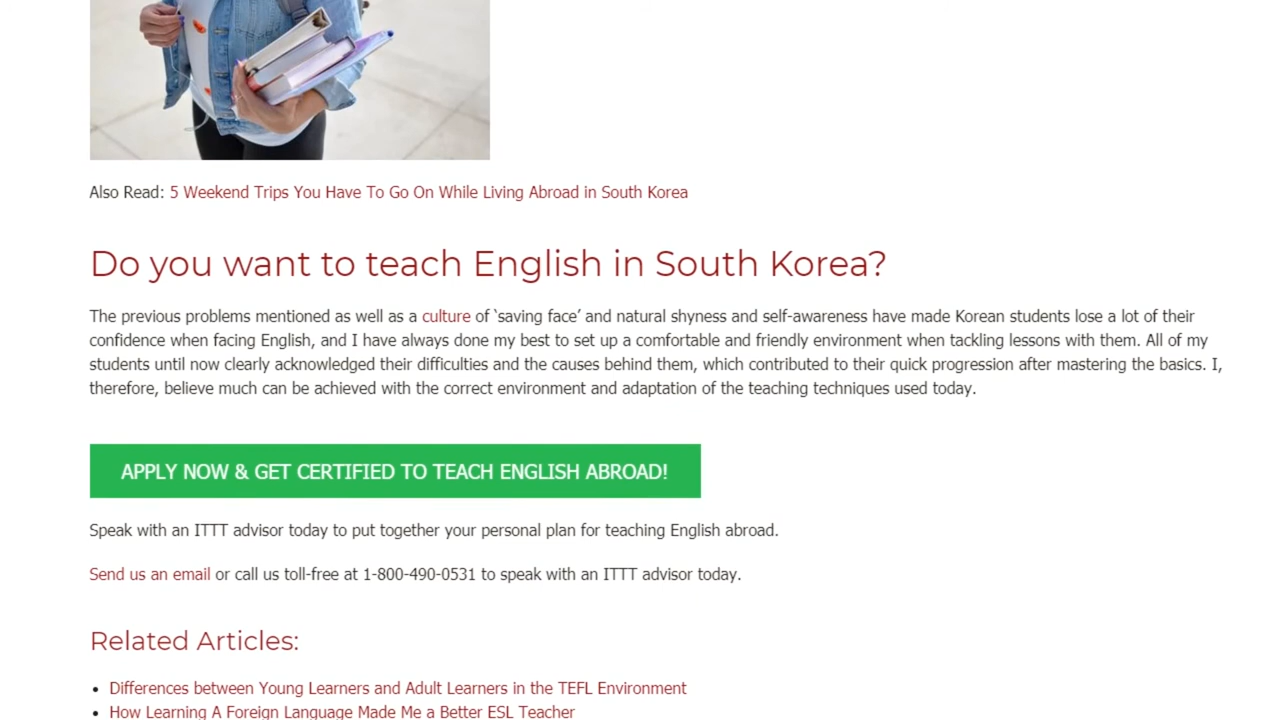 Also Read: 5 Weekend Trips You Have To Go On While Living Abroad in South Korea
Do you want to teach English in South Korea?
The previous problems mentioned as well as a culture of ‘saving face’ and natural shyness and self-awareness have made Korean students lose a lot of their
confidence when facing English, and I have always done my best to set up a comfortable and friendly environment when tackling lessons with them. All of my
students until now clearly acknowledged their difficulties and the causes behind them, which contributed to their quick progression after mastering the basics. I,
therefore, believe much can be achieved with the correct environment and adaptation of the teaching techniques used today.
APPLY NOW & GET CERTIFIED TO TEACH ENGLISH ABROAD!
Speak with an ITTT advisor today to put together your personal plan for teaching English abroad.
Send us an email or call us toll-free at 1-800-490-0531 to speak with an ITTT advisor today.
Related Articles:
• Differences between Young Learners and Adult Learners in the TEFL Environment
• How Learning A Foreign Language Made Me a Better ESL Teacher